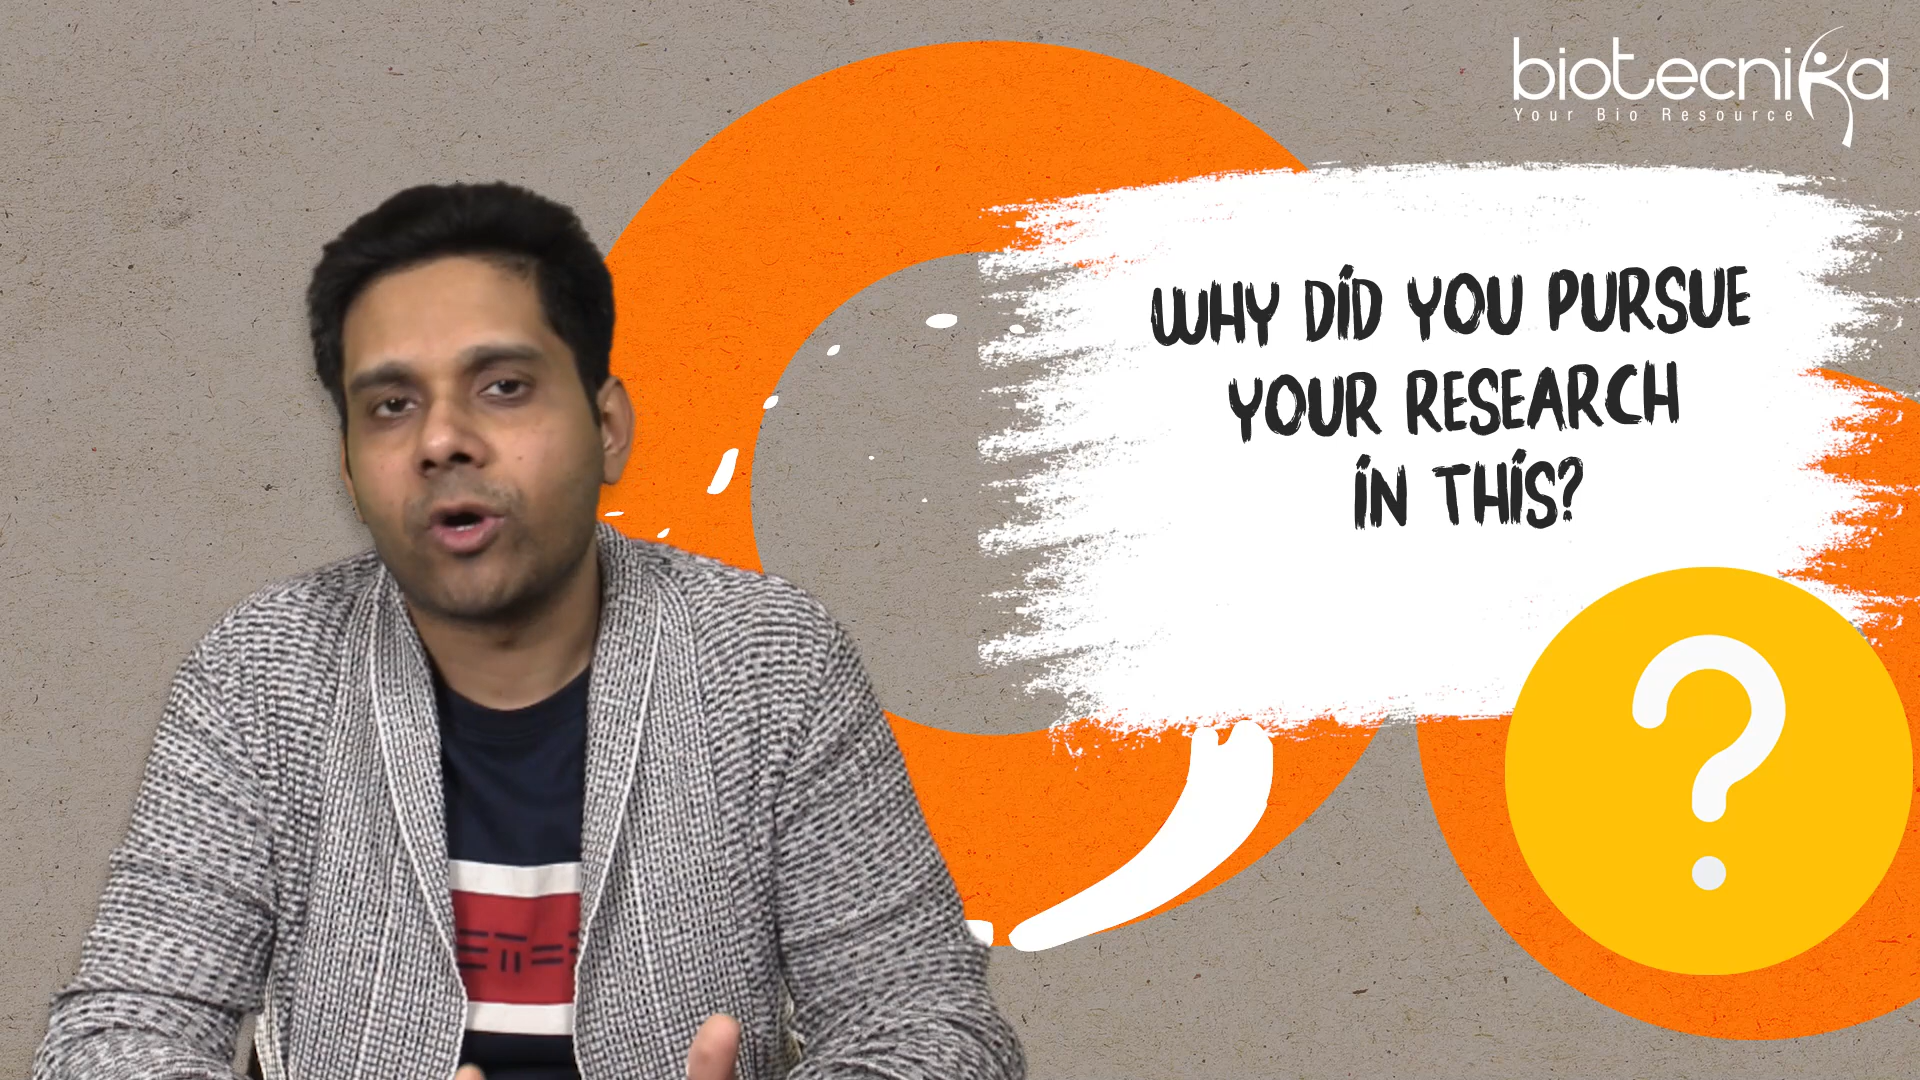 biotecnika
Your Bio Resource
WHY DID YOU PURSUE
YOUR RESEARCH
IN THIS?
?